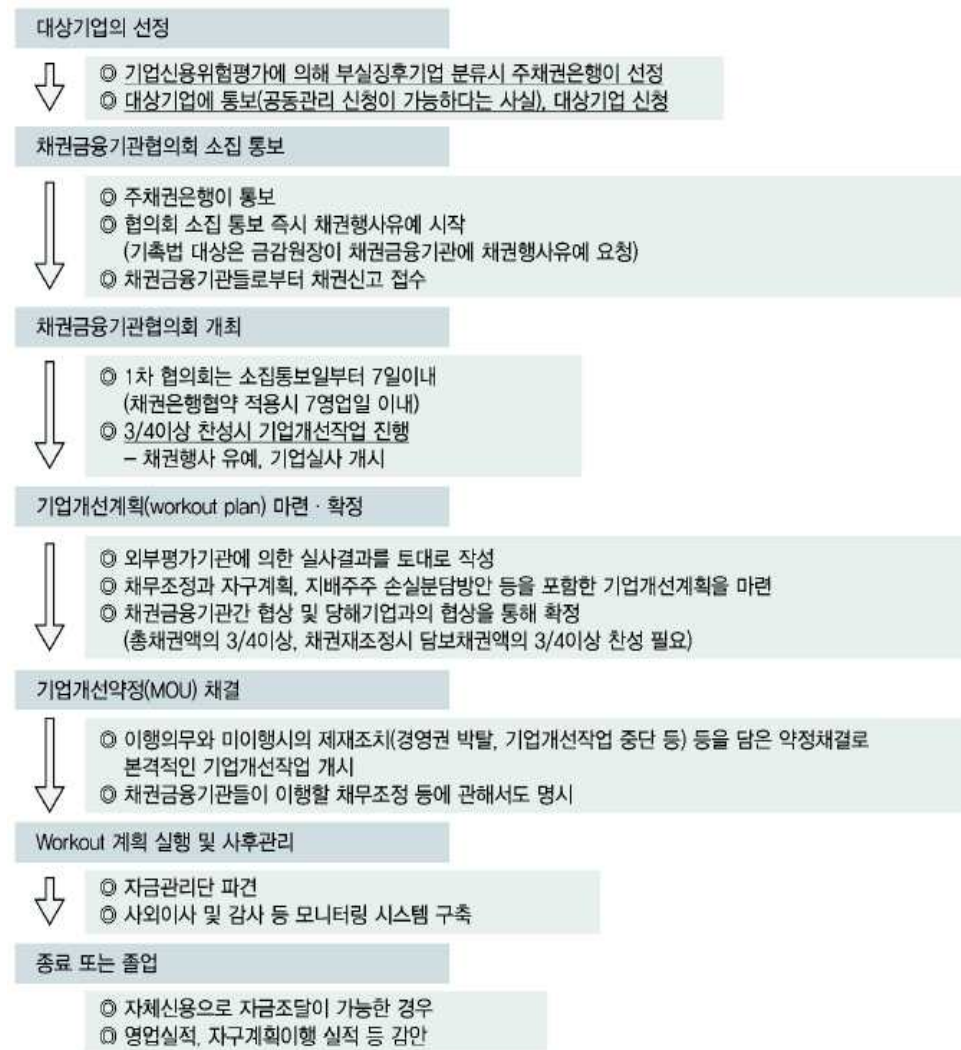 대상기업의 선정
◎ 기업신용위험평가에 의해 부실징후기업 분류시 주채권은행이 선정
◎ 대상기업에 통보(공동관리 신청이 가능하다는 사실), 대상기업 신청
채권금융기관협의회 소집 통보
◎ 주채권은행이 통보
◎ 협의회 소집 통보 즉시 채권행사유예 시작
(기촉법 대상은 금감원장이 채권금융기관에 채권행사유예 요청)
◎ 채권금융기관들로부터 채권신고 접수
채권금융기관협의회 개최
◎ 1차 협의회는 소집통보일부터 7일이내
(채권은행협약 적용시 7영업일 이내)
◎ 3/4이상 찬성시 기업개선작업 진행
– 채권행사 유예, 기업실사 개시
기업개선계획(workout plan) 마련 · 확정
◎ 외부평가기관에 의한 실사결과를 토대로 작성
◎ 채무조정과 자구계획, 지배주주 손실분담방안 등을 포함한 기업개선계획을 마련
◎ 채권금융기관간 협상 및 당해기업과의 협상을 통해 확정
(총채권액의 3/4이상, 채권재조정시 담보채권액의 3/4이상 찬성 필요)
기업개선약정(MOU) 채결
◎ 이행의무와 미이행시의 제재조치(경영권 박탈, 기업개선작업 중단 등) 등을 담은 약정채결로
본격적인 기업개선작업 개시
◎ 채권금융기관들이 이행할 채무조정 등에 관해서도 명시
Workout 계획 실행 및 사후관리
◎ 자금관리단 파견
◎ 사외이사 및 감사 등 모니터링 시스템 구축
종료 또는 졸업
◎ 자체신용으로 자금조달이 가능한 경우
◎ 영업실적, 자구계획이행 실적 등 감안